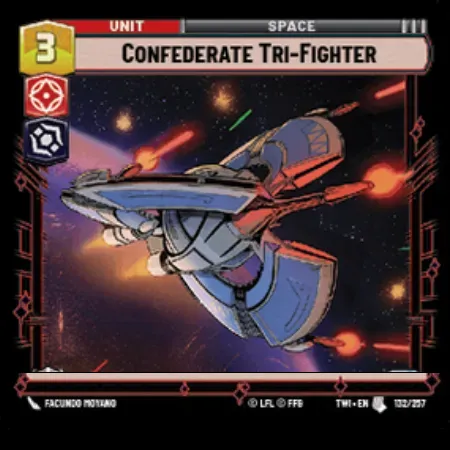 UNIT SPACE
3 CONFEDERATE TRI-FIGHTER
FACUNDO MOYANO © LFL © FFG TWI • EN 132/257